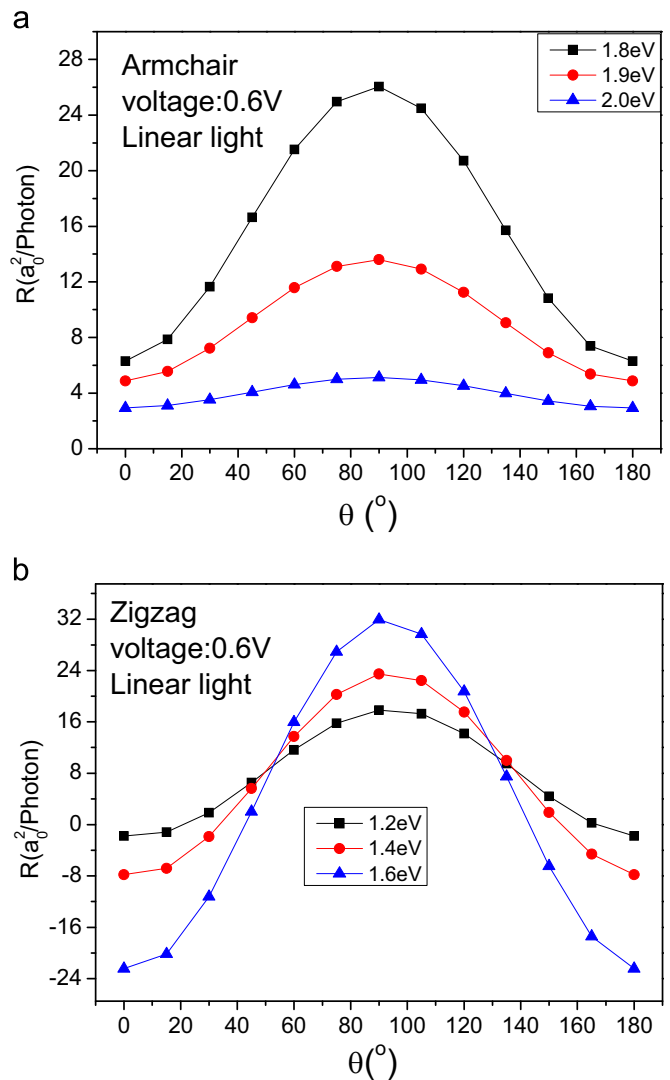 a
R(a₀²/Photon)
28
24
20
16
12
8
4
0
Armchair
voltage:0.6V
Linear light
1.8eV
1.9eV
2.0eV
0 20 40 60 80 100 120 140 160 180
θ (°)
b
R(a₀²/Photon)
32
24
16
8
0
-8
-16
-24
Zigzag
voltage:0.6V
Linear light
1.2eV
1.4eV
1.6eV
0 20 40 60 80 100 120 140 160 180
θ(°)